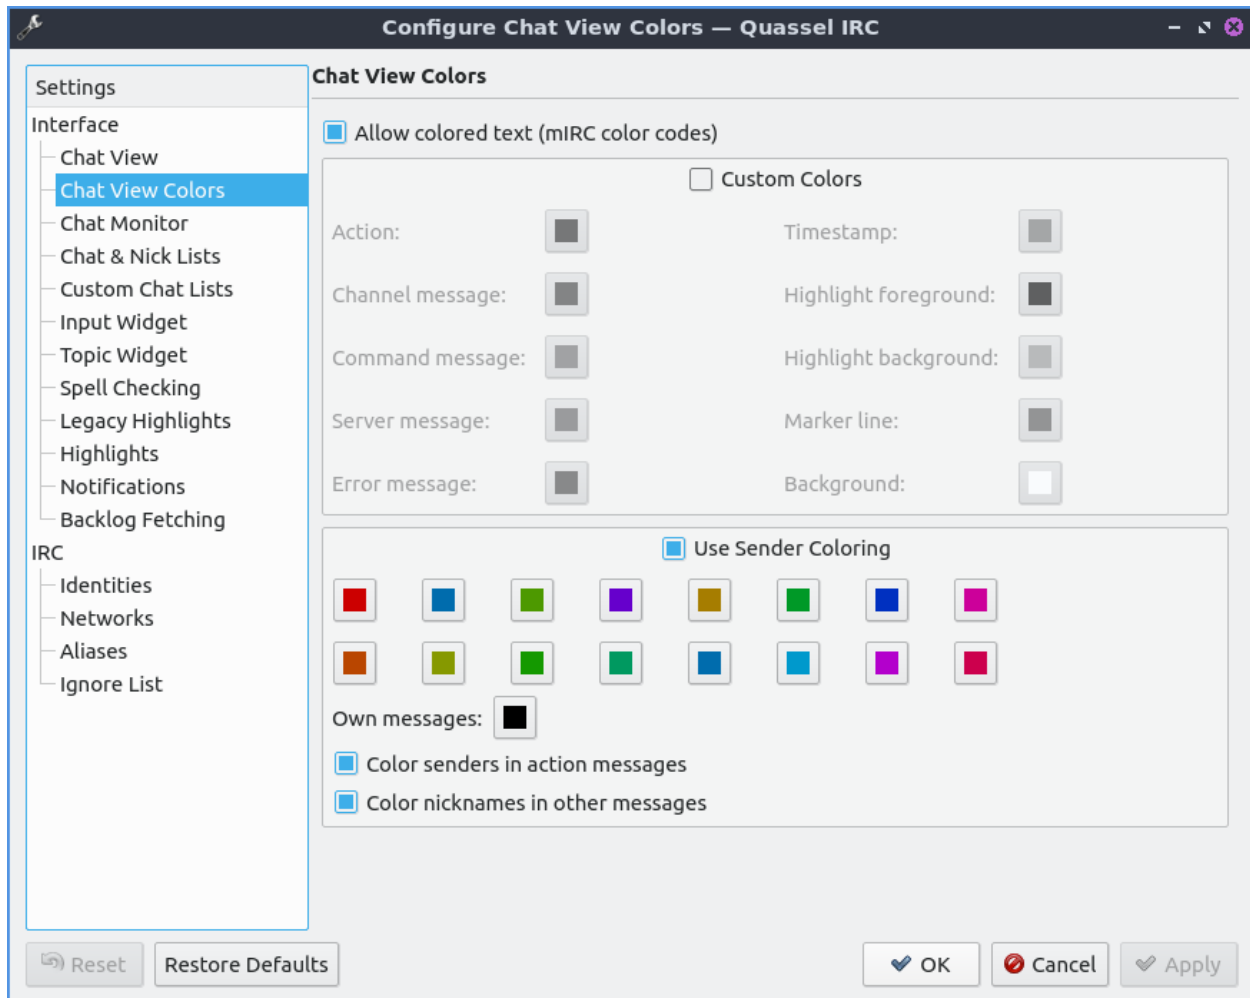 Configure Chat View Colors — Quassel IRC
Settings
Interface
Chat View
Chat View Colors
Chat Monitor
Chat & Nick Lists
Custom Chat Lists
Input Widget
Topic Widget
Spell Checking
Legacy Highlights
Highlights
Notifications
Backlog Fetching
IRC
Identities
Networks
Aliases
Ignore List
Chat View Colors
Allow colored text (mIRC color codes)
Custom Colors
Action:
Timestamp:
Channel message:
Highlight foreground:
Command message:
Highlight background:
Server message:
Marker line:
Error message:
Background:
Use Sender Coloring
Own messages:
Color senders in action messages
Color nicknames in other messages
Reset
Restore Defaults
OK
Cancel
Apply